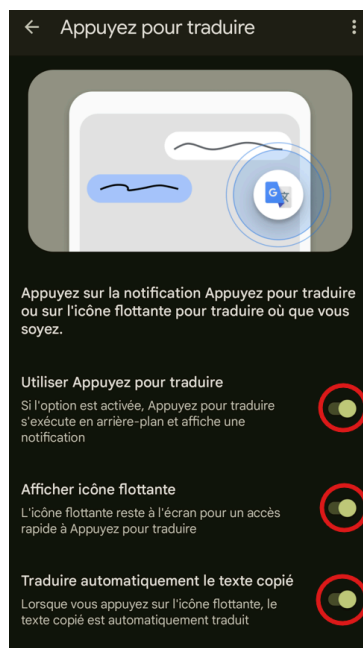 Appuyez pour traduire
G 文
Appuyez sur la notification Appuyez pour traduire
ou sur l'icône flottante pour traduire où que vous
soyez.
Utiliser Appuyez pour traduire
Si l'option est activée, Appuyez pour traduire
s'exécute en arrière-plan et affiche une
notification
Afficher icône flottante
L'icône flottante reste à l'écran pour un accès
rapide à Appuyez pour traduire
Traduire automatiquement le texte copié
Lorsque vous appuyez sur l'icône flottante, le
texte copié est automatiquement traduit